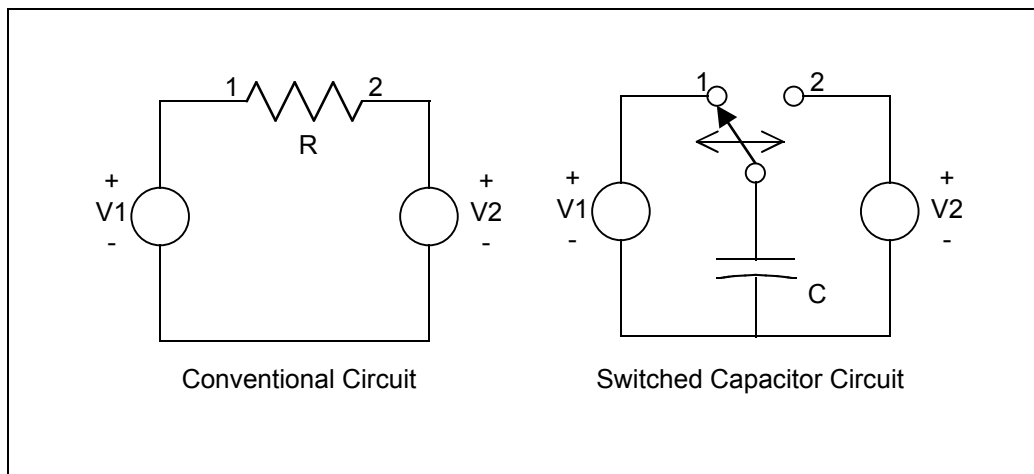 1 2
R
+
V1
-
+
V2
-
Conventional Circuit
1 2
+
V1
-
C
+
V2
-
Switched Capacitor Circuit